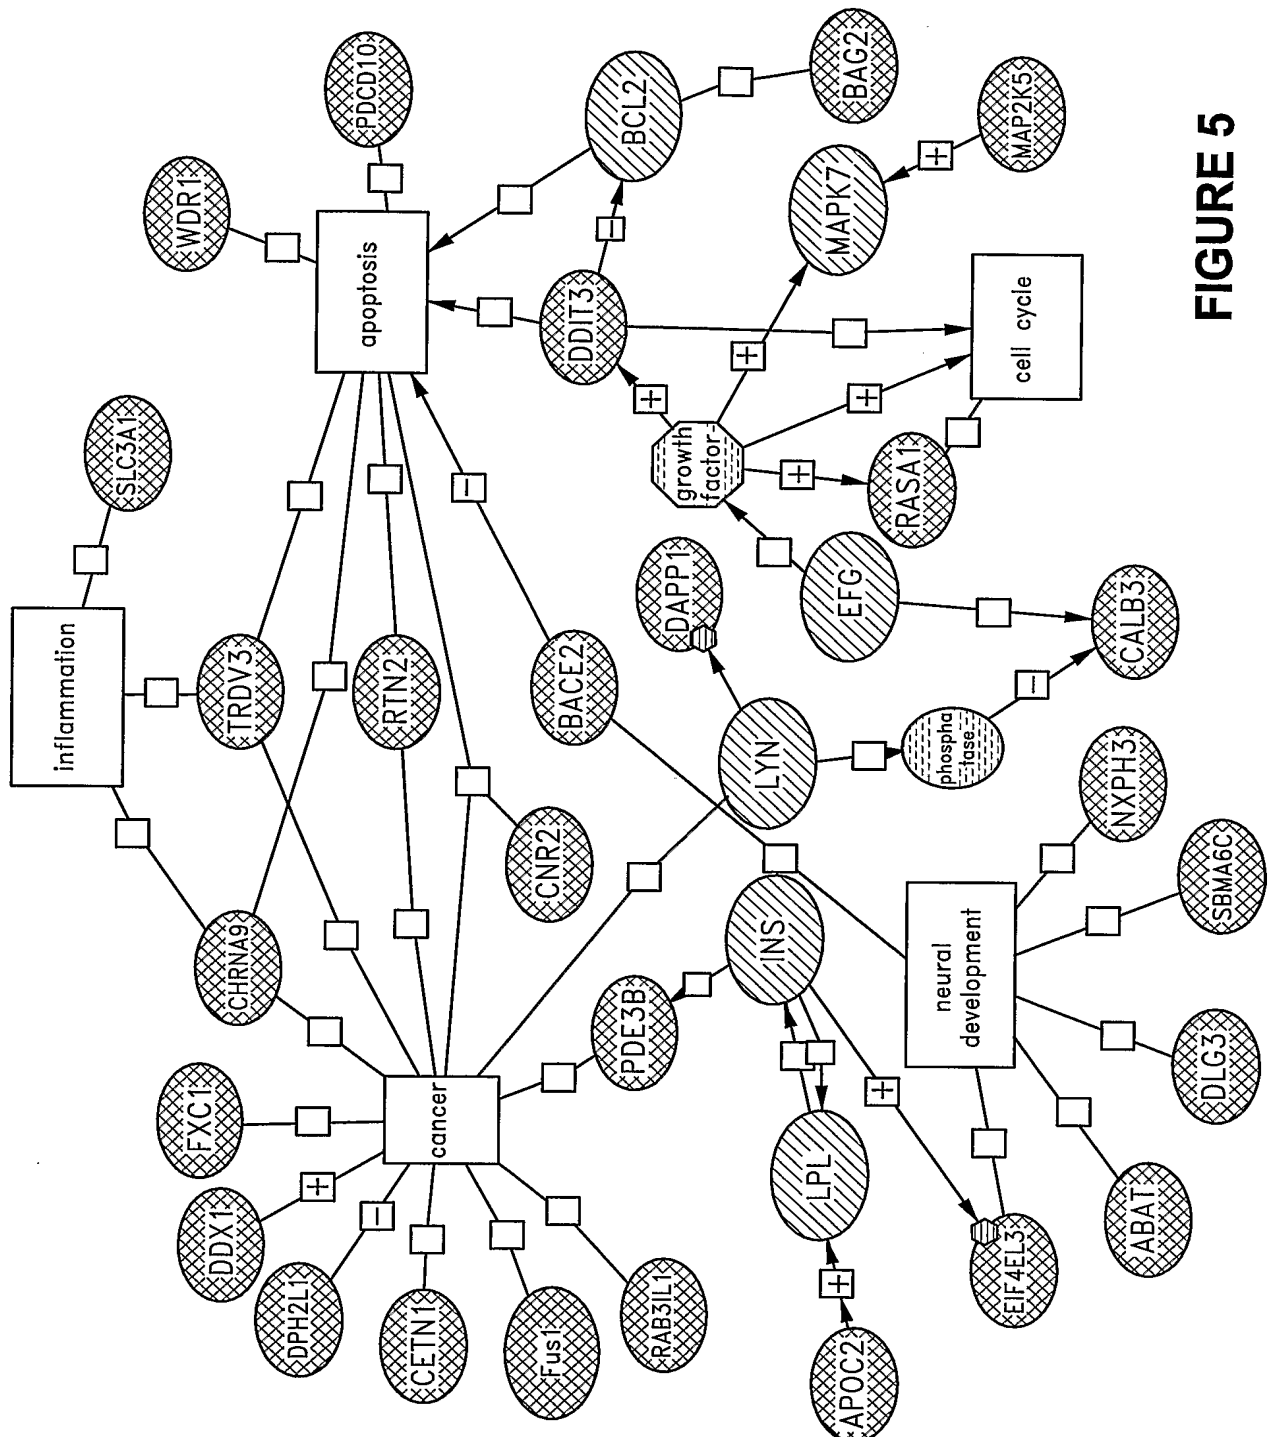 inflammation
SLC3A1
WDR1
FXC1
DDX1
CHRNA9
TRDV3
DPH2L1
+
PDCD10
apoptosis
−
RTN2
CETN1
cancer
−
Fus1
CNR2
BACE2
DDIT3
−
BCL2
PDE3B
RAB3IL1
+
DAPP1
growth
factor
+
INS
LYN
+
LPL
+
EFG
MAPK7
BAG2
APOC2
+
+
RASA1
+
phospha
tase
neural
development
EIF4EL3
−
cell cycle
MAP2K5
CALB3
NXPH3
ABAT
DLG3
SBMA6C
FIGURE 5